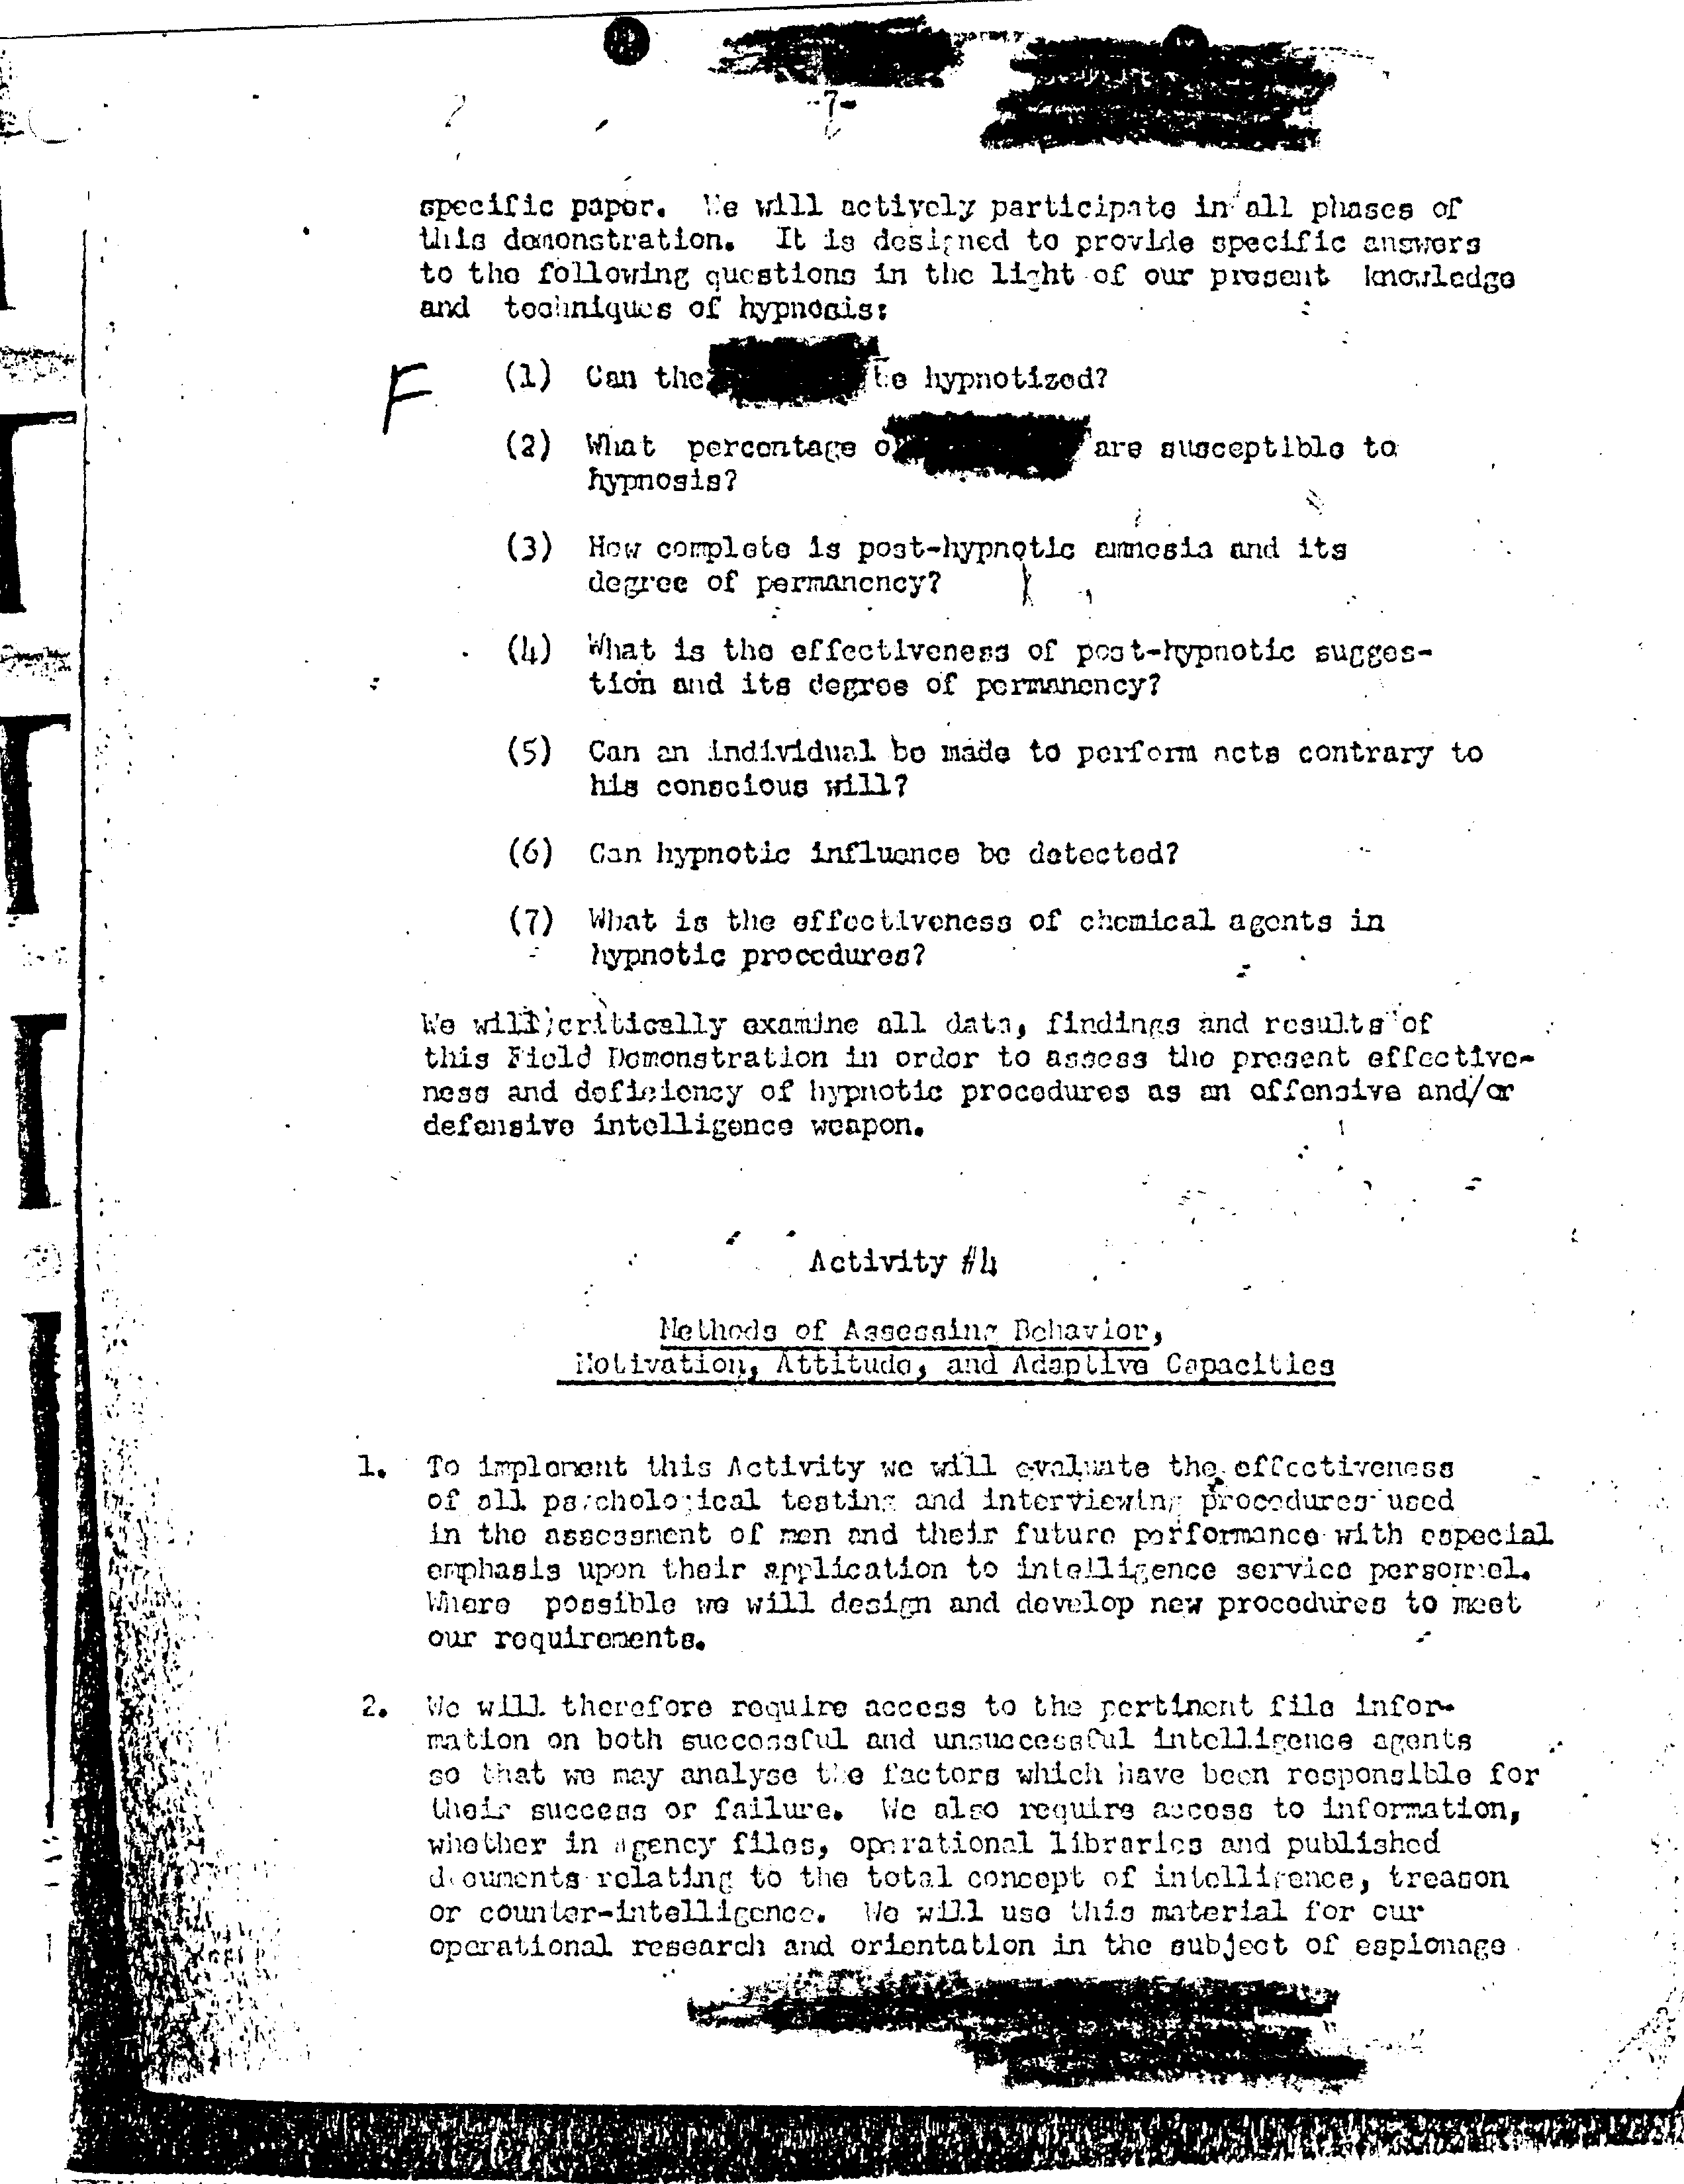 -7-
specific paper. We will actively participate in all phases of
this demonstration. It is designed to provide specific answers
to the following questions in the light of our present knowledge
and techniques of hypnosis:
F
(1) Can the be hypnotized?
(2) What percentage of are susceptible to
hypnosis?
(3) How complete is post-hypnotic amnesia and its
degree of permanency?
(4) What is the effectiveness of post-hypnotic sugges-
tion and its degree of permanency?
(5) Can an individual be made to perform acts contrary to
his conscious will?
(6) Can hypnotic influence be detected?
(7) What is the effectiveness of chemical agents in
hypnotic procedures?
We will critically examine all data, findings and results of
this Field Demonstration in order to assess the present effective-
ness and deficiency of hypnotic procedures as an offensive and/or
defensive intelligence weapon.
Activity #4
Methods of Assessing Behavior,
Motivation, Attitude, and Adaptive Capacities
1. To implement this Activity we will evaluate the effectiveness
of all psychological testing and interviewing procedures used
in the assessment of men and their future performance with especial
emphasis upon their application to intelligence service personnel.
Where possible we will design and develop new procedures to meet
our requirements.
2. We will therefore require access to the pertinent file infor-
mation on both successful and unsuccessful intelligence agents
so that we may analyse the factors which have been responsible for
their success or failure. We also require access to information,
whether in agency files, operational libraries and published
documents relating to the total concept of intelligence, treason
or counter-intelligence. We will use this material for our
operational research and orientation in the subject of espionage